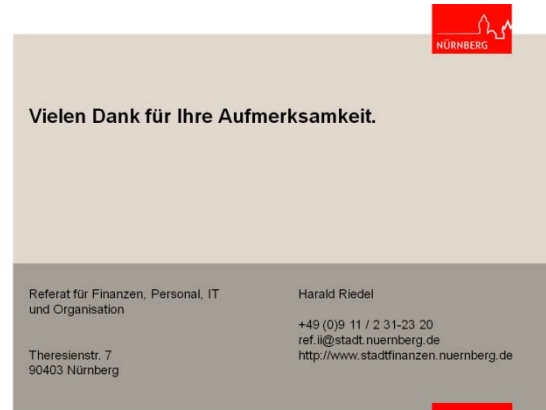 NÜRNBERG
Vielen Dank für Ihre Aufmerksamkeit.
Referat für Finanzen, Personal, IT
und Organisation
Theresienstr. 7
90403 Nürnberg
Harald Riedel
+49 (0)9 11 / 2 31-23 20
ref.ii@stadt.nuernberg.de
http://www.stadtfinanzen.nuernberg.de